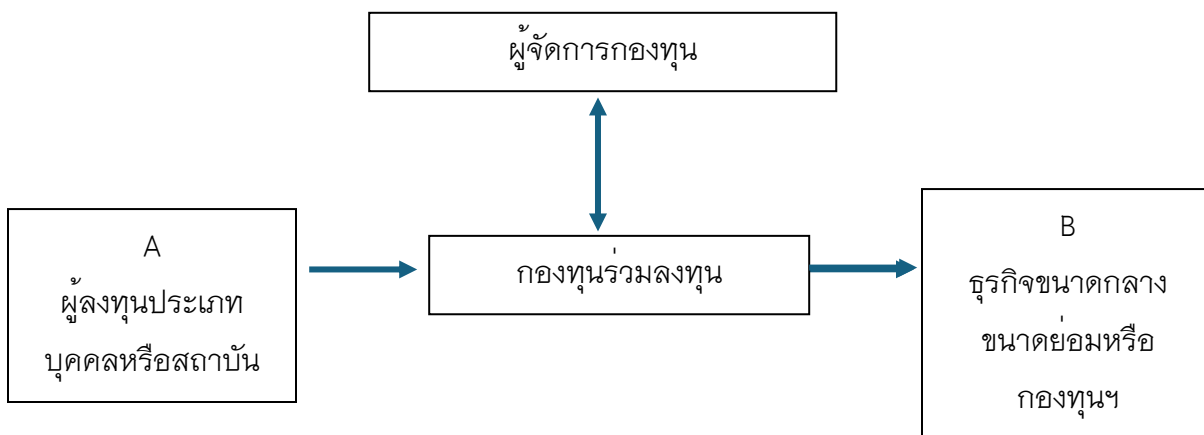 ผู้จัดการกองทุน
A
ผู้ลงทุนประเภท
บุคคลหรือสถาบัน
กองทุนร่วมลงทุน
B
ธุรกิจขนาดกลาง
ขนาดย่อมหรือ
กองทุนฯ